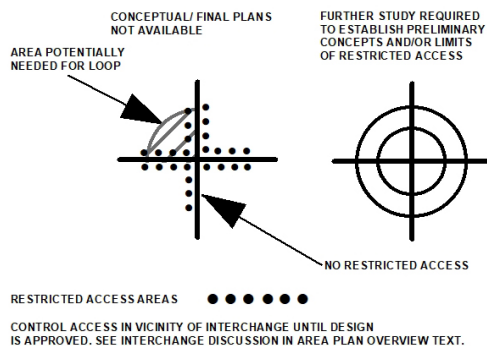 CONCEPTUAL/ FINAL PLANS
NOT AVAILABLE
FURTHER STUDY REQUIRED
TO ESTABLISH PRELIMINARY
CONCEPTS AND/OR LIMITS
OF RESTRICTED ACCESS
AREA POTENTIALLY
NEEDED FOR LOOP
NO RESTRICTED ACCESS
RESTRICTED ACCESS AREAS
CONTROL ACCESS IN VICINITY OF INTERCHANGE UNTIL DESIGN
IS APPROVED. SEE INTERCHANGE DISCUSSION IN AREA PLAN OVERVIEW TEXT.